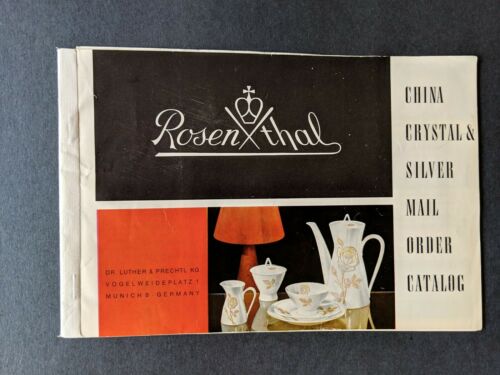 Rosenthal
CHINA
CRYSTAL &
SILVER
MAIL
ORDER
CATALOG
DR. LUTHER & PRECHTL KG
VOGELWEIDEPLATZ 1
MUNICH 8 GERMANY